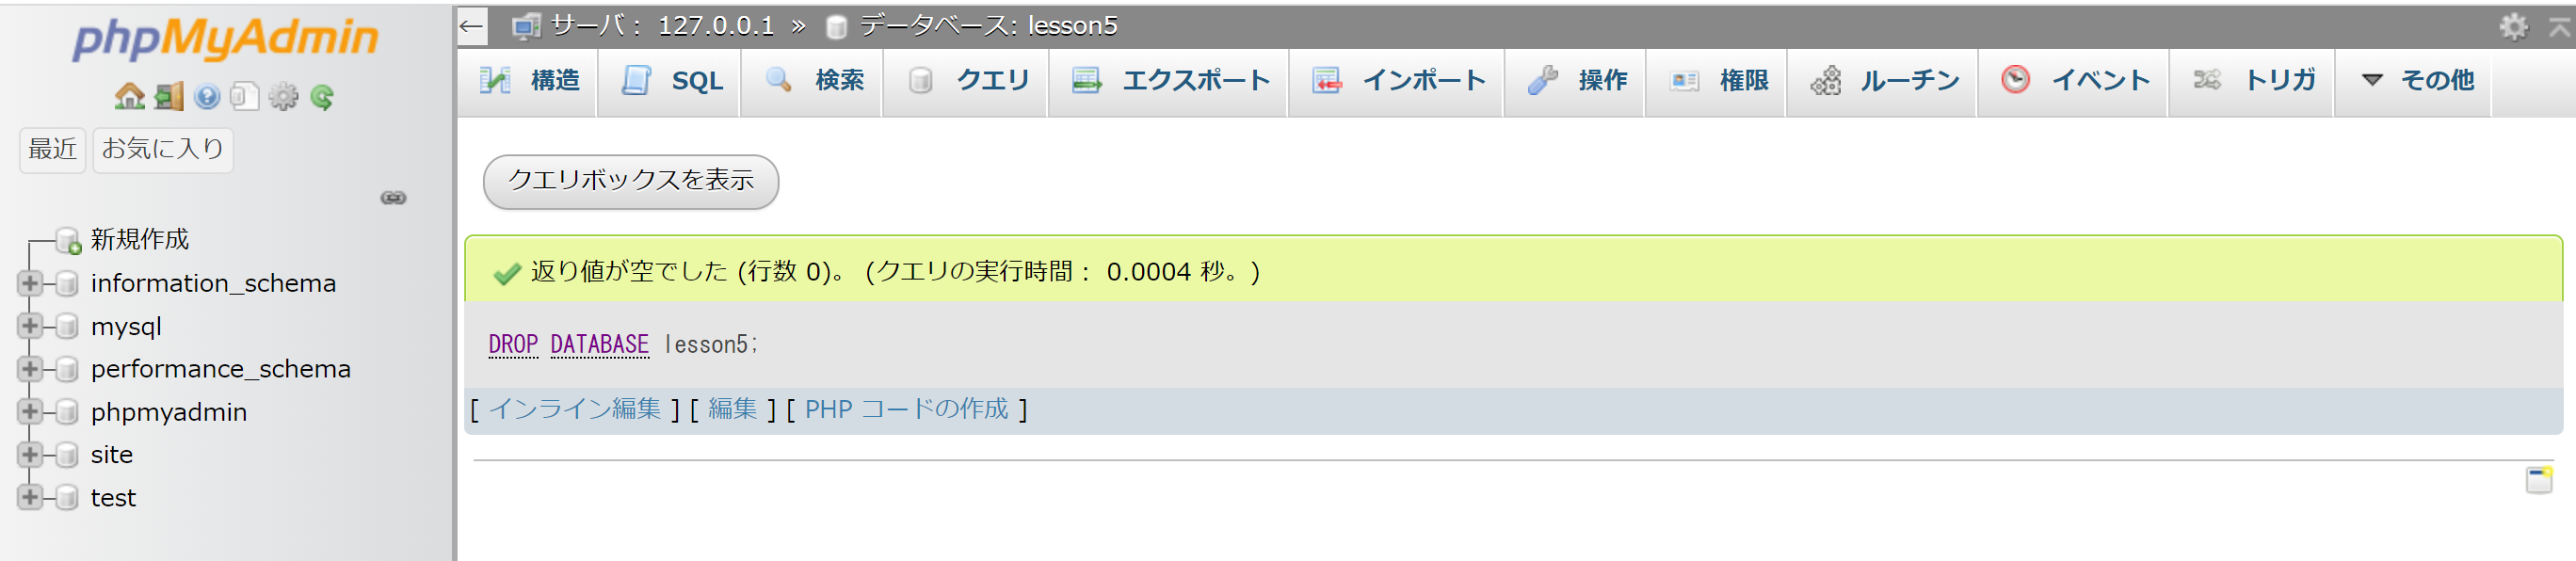 phpMyAdmin
最近 お気に入り
新規作成
information_schema
mysql
performance_schema
phpmyadmin
site
test
← サーバ： 127.0.0.1 » データベース: lesson5
構造 SQL 検索 クエリ エクスポート インポート 操作 権限 ルーチン イベント トリガ その他
クエリボックスを表示
返り値が空でした (行数 0)。 (クエリの実行時間： 0.0004 秒。)
DROP DATABASE lesson5;
[ インライン編集 ] [ 編集 ] [ PHP コードの作成 ]